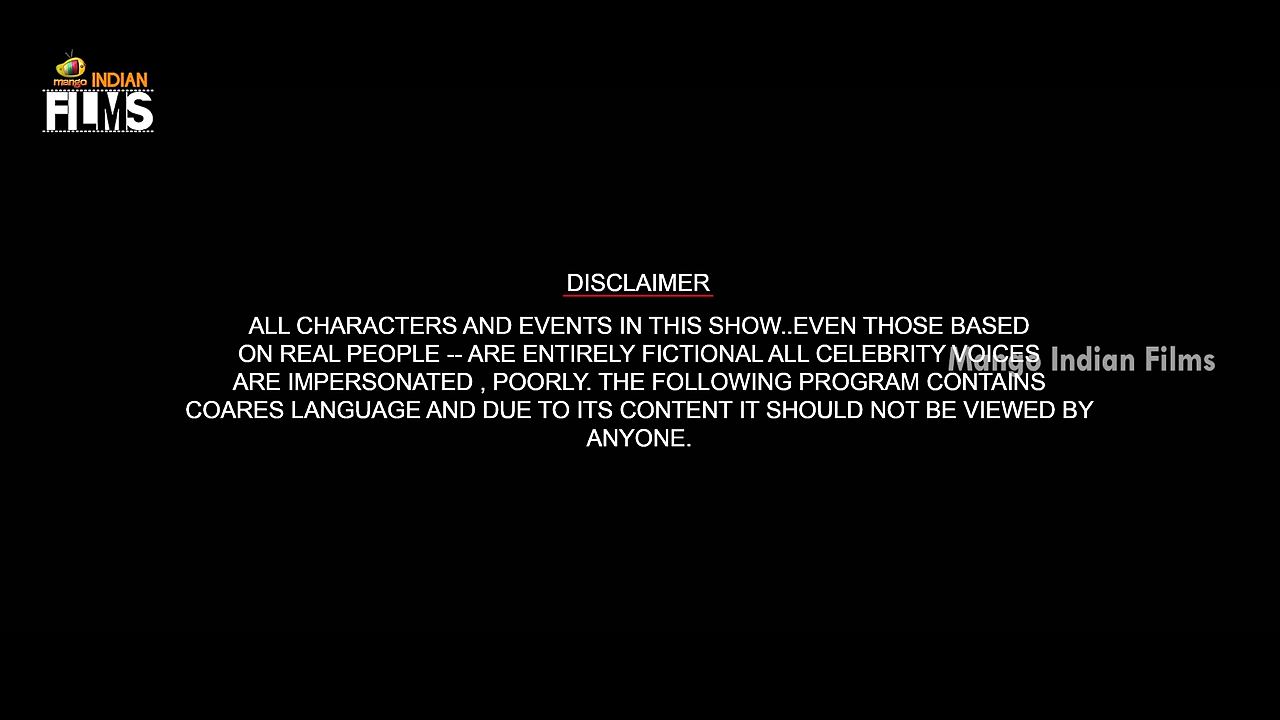 mango INDIAN
FILMS
DISCLAIMER
ALL CHARACTERS AND EVENTS IN THIS SHOW..EVEN THOSE BASED
ON REAL PEOPLE -- ARE ENTIRELY FICTIONAL ALL CELEBRITY VOICES
Mango Indian Films
ARE IMPERSONATED , POORLY. THE FOLLOWING PROGRAM CONTAINS
COARES LANGUAGE AND DUE TO ITS CONTENT IT SHOULD NOT BE VIEWED BY
ANYONE.